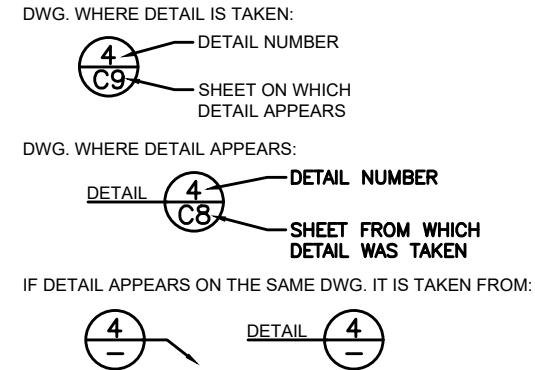 DWG. WHERE DETAIL IS TAKEN:
4 DETAIL NUMBER
C9 SHEET ON WHICH
DETAIL APPEARS
DWG. WHERE DETAIL APPEARS:
DETAIL 4 DETAIL NUMBER
C8 SHEET FROM WHICH
DETAIL WAS TAKEN
IF DETAIL APPEARS ON THE SAME DWG. IT IS TAKEN FROM:
4 DETAIL 4
– –